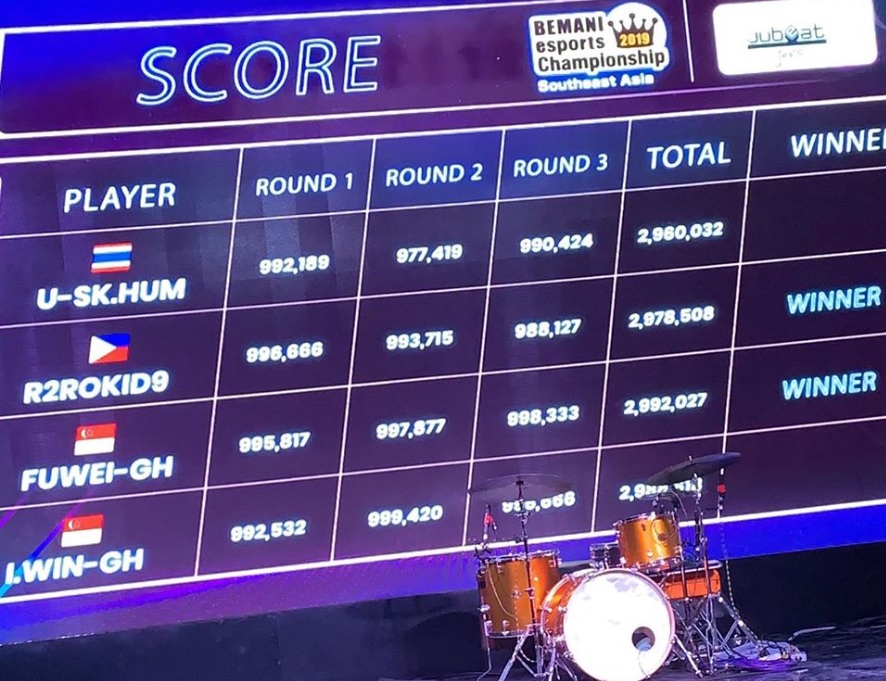 SCORE
BEMANI
esports 2019
Championship
Southeast Asia
jubeat
PLAYER ROUND 1 ROUND 2 ROUND 3 TOTAL WINNE
U-SK.HUM 992,189 977,419 990,424 2,960,032
R2ROKID9 996,666 993,715 988,127 2,978,508 WINNER
FUWEI-GH 995,817 997,877 998,333 2,992,027 WINNER
I.WIN-GH 992,532 999,420